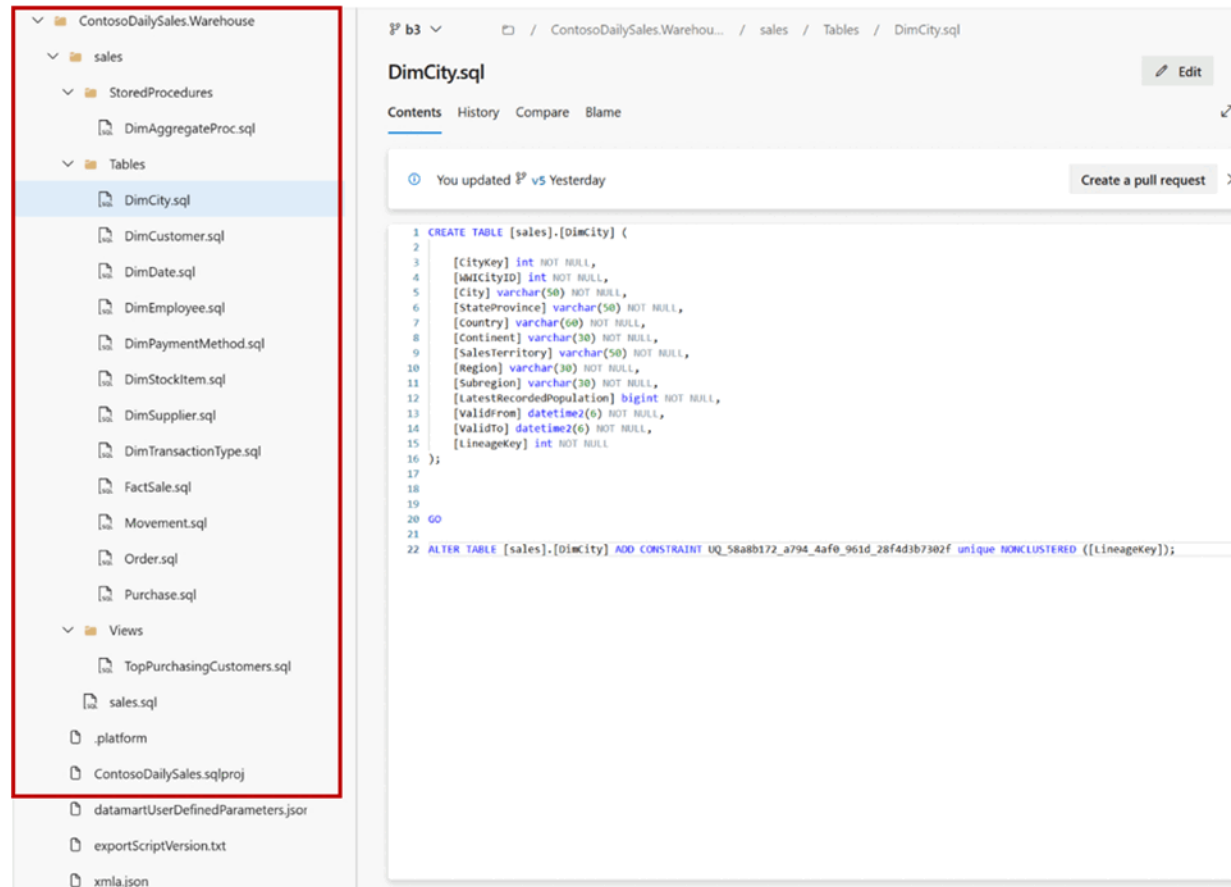 ContosoDailySales.Warehouse
sales
StoredProcedures
DimAggregateProc.sql
Tables
DimCity.sql
DimCustomer.sql
DimDate.sql
DimEmployee.sql
DimPaymentMethod.sql
DimStockItem.sql
DimSupplier.sql
DimTransactionType.sql
FactSale.sql
Movement.sql
Order.sql
Purchase.sql
Views
TopPurchasingCustomers.sql
sales.sql
.platform
ContosoDailySales.sqlproj
datamartUserDefinedParameters.jsor
exportScriptVersion.txt
xmla.json
b3 / ContosoDailySales.Warehou... / sales / Tables / DimCity.sql
DimCity.sql
Edit
Contents History Compare Blame
You updated v5 Yesterday
Create a pull request
1 CREATE TABLE [sales].[DimCity] (
2
3 [CityKey] int NOT NULL,
4 [WWICityID] int NOT NULL,
5 [City] varchar(50) NOT NULL,
6 [StateProvince] varchar(50) NOT NULL,
7 [Country] varchar(60) NOT NULL,
8 [Continent] varchar(30) NOT NULL,
9 [SalesTerritory] varchar(50) NOT NULL,
10 [Region] varchar(30) NOT NULL,
11 [Subregion] varchar(30) NOT NULL,
12 [LatestRecordedPopulation] bigint NOT NULL,
13 [ValidFrom] datetime2(6) NOT NULL,
14 [ValidTo] datetime2(6) NOT NULL,
15 [LineageKey] int NOT NULL
16 );
17
18
19
20 GO
21
22 ALTER TABLE [sales].[DimCity] ADD CONSTRAINT UQ_58a8b172_a794_4af0_961d_28f4d3b7302f unique NONCLUSTERED ([LineageKey]);